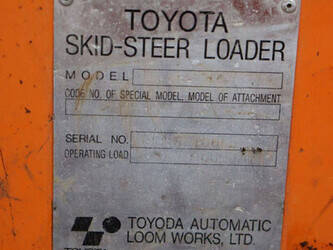 TOYOTA
SKID-STEER LOADER
MODEL
CODE NO. OF SPECIAL MODEL, MODEL OF ATTACHMENT
SERIAL NO.
OPERATING LOAD
TOYODA AUTOMATIC
LOOM WORKS, LTD.